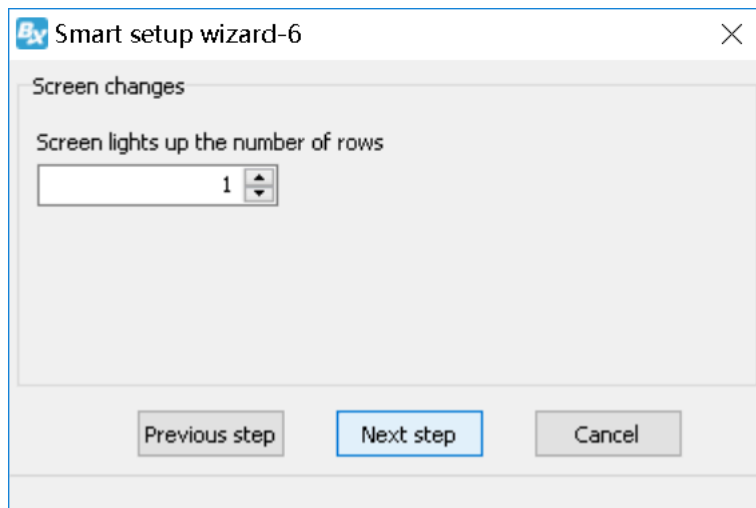 BX Smart setup wizard-6
Screen changes
Screen lights up the number of rows
1
Previous step Next step Cancel